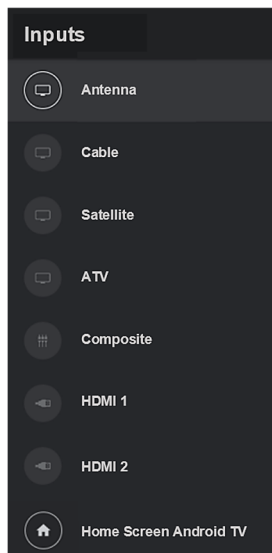 Inputs
Antenna
Cable
Satellite
ATV
Composite
HDMI 1
HDMI 2
Home Screen Android TV